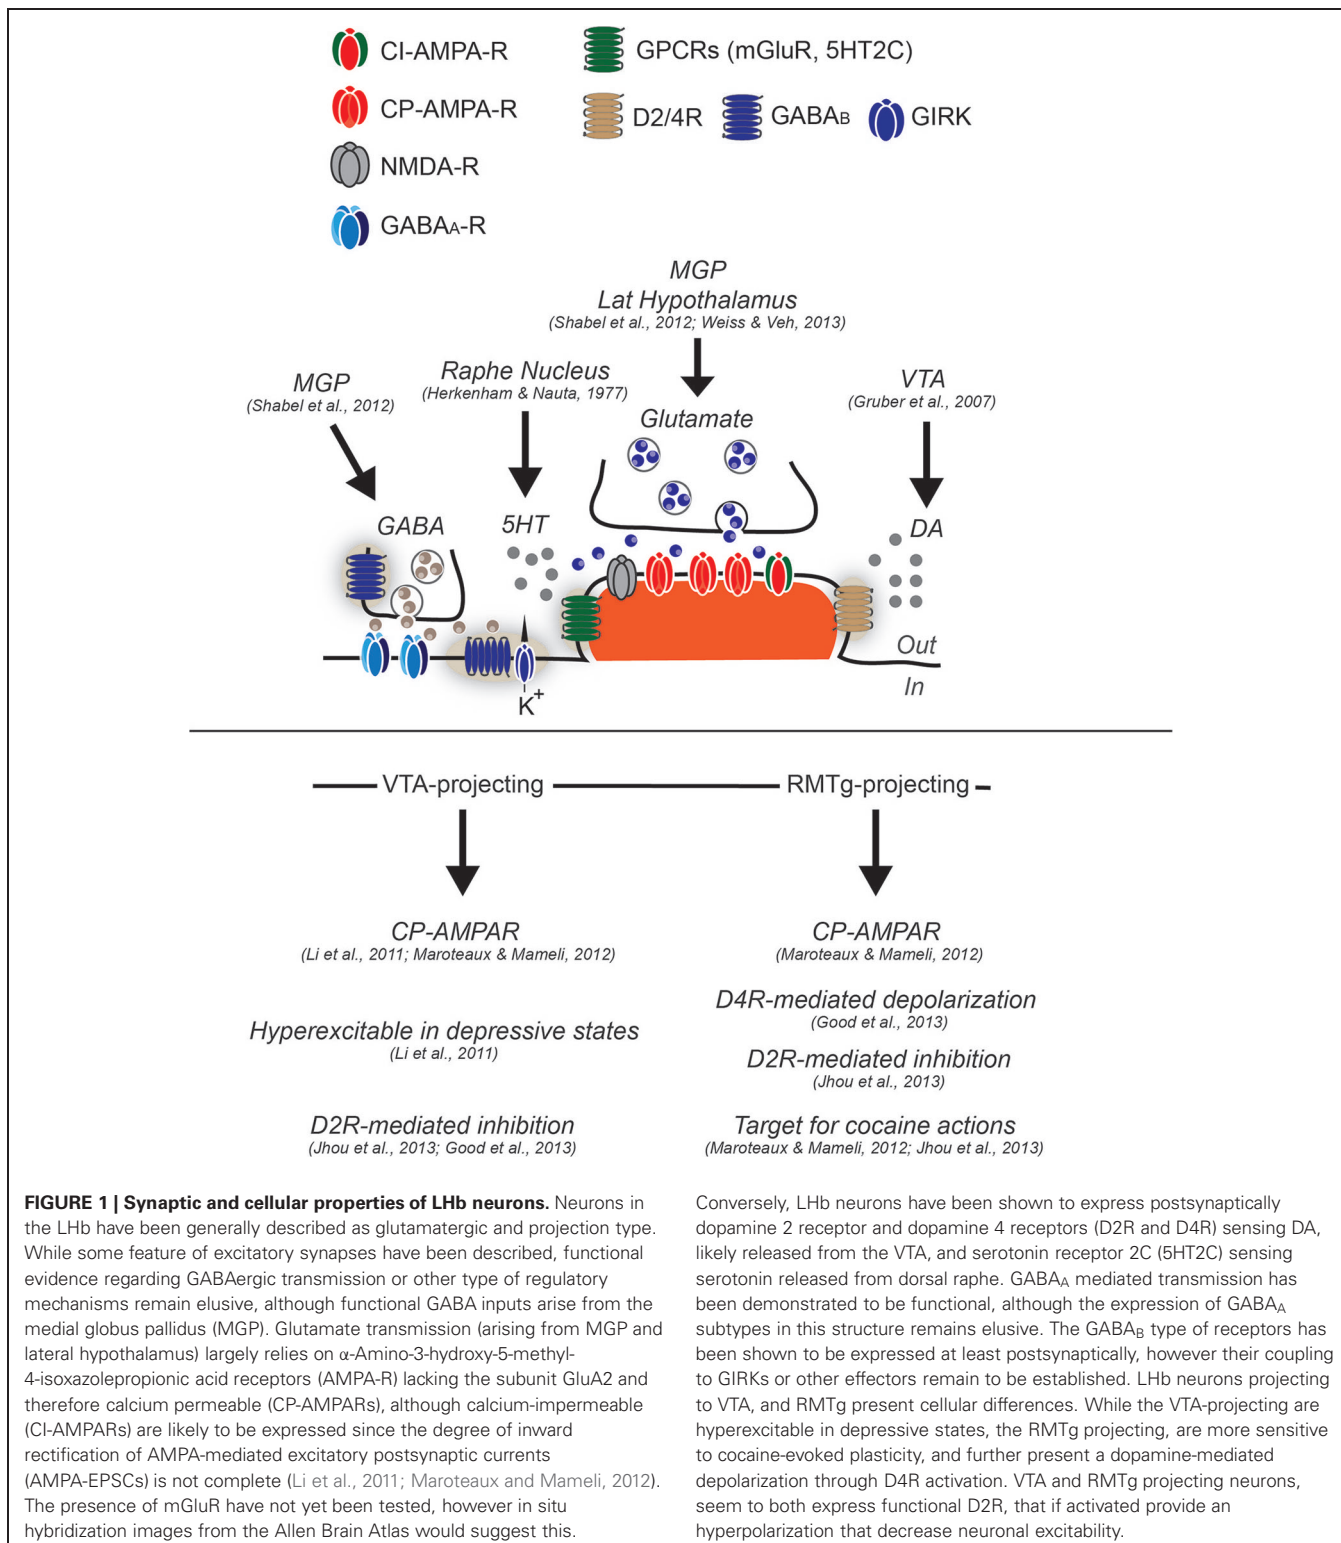 CI-AMPA-R
CP-AMPA-R
NMDA-R
GABAA-R
GPCRs (mGluR, 5HT2C)
D2/4R
GABAB
GIRK
MGP
Lat Hypothalamus
(Shabel et al., 2012; Weiss & Veh, 2013)
Raphe Nucleus
(Herkenham & Nauta, 1977)
MGP
(Shabel et al., 2012)
VTA
(Gruber et al., 2007)
Glutamate
GABA
5HT
DA
Out
In
K+
VTA-projecting
RMTg-projecting
CP-AMPAR
(Li et al., 2011; Maroteaux & Mameli, 2012)
Hyperexcitable in depressive states
(Li et al., 2011)
D2R-mediated inhibition
(Jhou et al., 2013; Good et al., 2013)
CP-AMPAR
(Maroteaux & Mameli, 2012)
D4R-mediated depolarization
(Good et al., 2013)
D2R-mediated inhibition
(Jhou et al., 2013)
Target for cocaine actions
(Maroteaux & Mameli, 2012; Jhou et al., 2013)
FIGURE 1 | Synaptic and cellular properties of LHb neurons. Neurons in
the LHb have been generally described as glutamatergic and projection type.
While some feature of excitatory synapses have been described, functional
evidence regarding GABAergic transmission or other type of regulatory
mechanisms remain elusive, although functional GABA inputs arise from the
medial globus pallidus (MGP). Glutamate transmission (arising from MGP and
lateral hypothalamus) largely relies on α-Amino-3-hydroxy-5-methyl-
4-isoxazolepropionic acid receptors (AMPA-R) lacking the subunit GluA2 and
therefore calcium permeable (CP-AMPARs), although calcium-impermeable
(CI-AMPARs) are likely to be expressed since the degree of inward
rectification of AMPA-mediated excitatory postsynaptic currents
(AMPA-EPSCs) is not complete (Li et al., 2011; Maroteaux and Mameli, 2012).
The presence of mGluR have not yet been tested, however in situ
hybridization images from the Allen Brain Atlas would suggest this.
Conversely, LHb neurons have been shown to express postsynaptically
dopamine 2 receptor and dopamine 4 receptors (D2R and D4R) sensing DA,
likely released from the VTA, and serotonin receptor 2C (5HT2C) sensing
serotonin released from dorsal raphe. GABAA mediated transmission has
been demonstrated to be functional, although the expression of GABAA
subtypes in this structure remains elusive. The GABAB type of receptors has
been shown to be expressed at least postsynaptically, however their coupling
to GIRKs or other effectors remain to be established. LHb neurons projecting
to VTA, and RMTg present cellular differences. While the VTA-projecting are
hyperexcitable in depressive states, the RMTg projecting, are more sensitive
to cocaine-evoked plasticity, and further present a dopamine-mediated
depolarization through D4R activation. VTA and RMTg projecting neurons,
seem to both express functional D2R, that if activated provide an
hyperpolarization that decrease neuronal excitability.